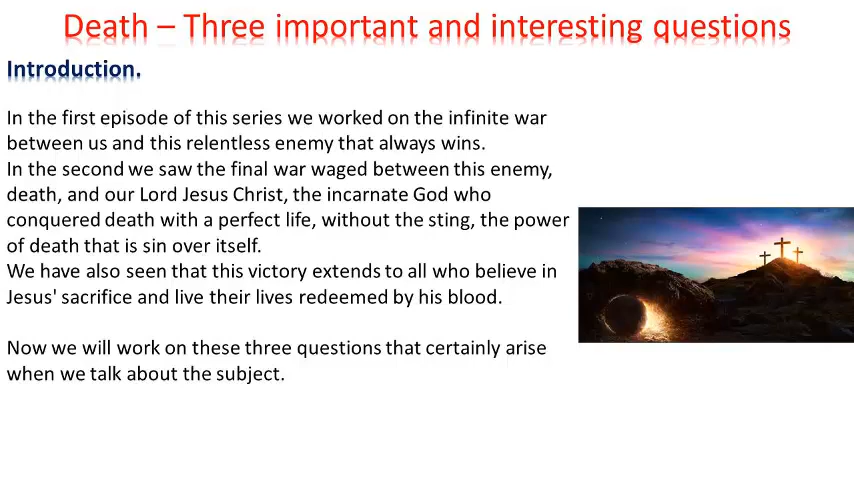 Death – Three important and interesting questions
Introduction.
In the first episode of this series we worked on the infinite war
between us and this relentless enemy that always wins.
In the second we saw the final war waged between this enemy,
death, and our Lord Jesus Christ, the incarnate God who
conquered death with a perfect life, without the sting, the power
of death that is sin over itself.
We have also seen that this victory extends to all who believe in
Jesus' sacrifice and live their lives redeemed by his blood.
Now we will work on these three questions that certainly arise
when we talk about the subject.